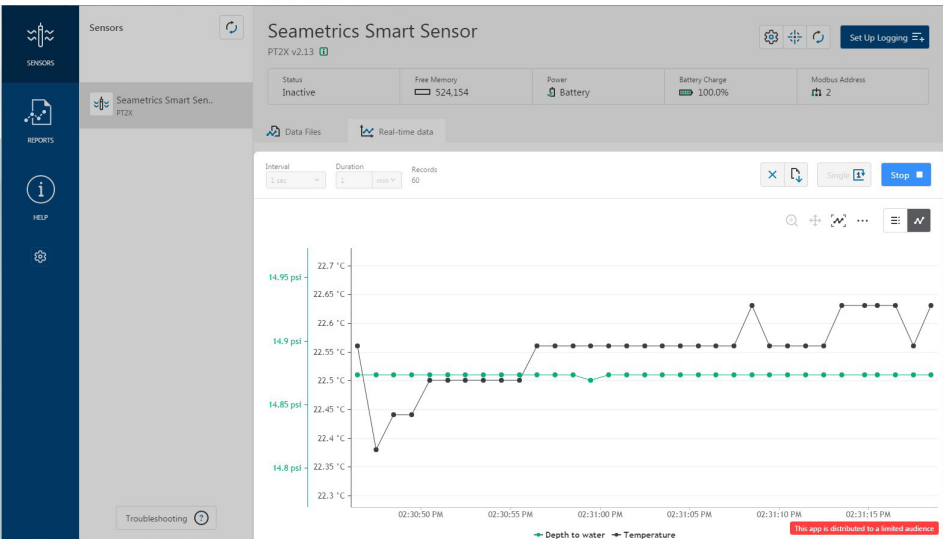 SENSORS
REPORTS
HELP
Sensors
Seametrics Smart Sen..
PT2X
Troubleshooting ?
Seametrics Smart Sensor
PT2X v2.13
Set Up Logging
Status
Inactive
Free Memory
524,154
Power
Battery
Battery Charge
100.0%
Modbus Address
2
Data Files
Real-time data
Interval
1 sec
Duration
1 min
Records
60
Single
Stop
14.95 psi
14.9 psi
14.85 psi
14.8 psi
22.7 °C
22.65 °C
22.6 °C
22.55 °C
22.5 °C
22.45 °C
22.4 °C
22.35 °C
22.3 °C
02:30:50 PM 02:30:55 PM 02:31:00 PM 02:31:05 PM 02:31:10 PM 02:31:15 PM
This app is distributed to a limited audience
Depth to water Temperature